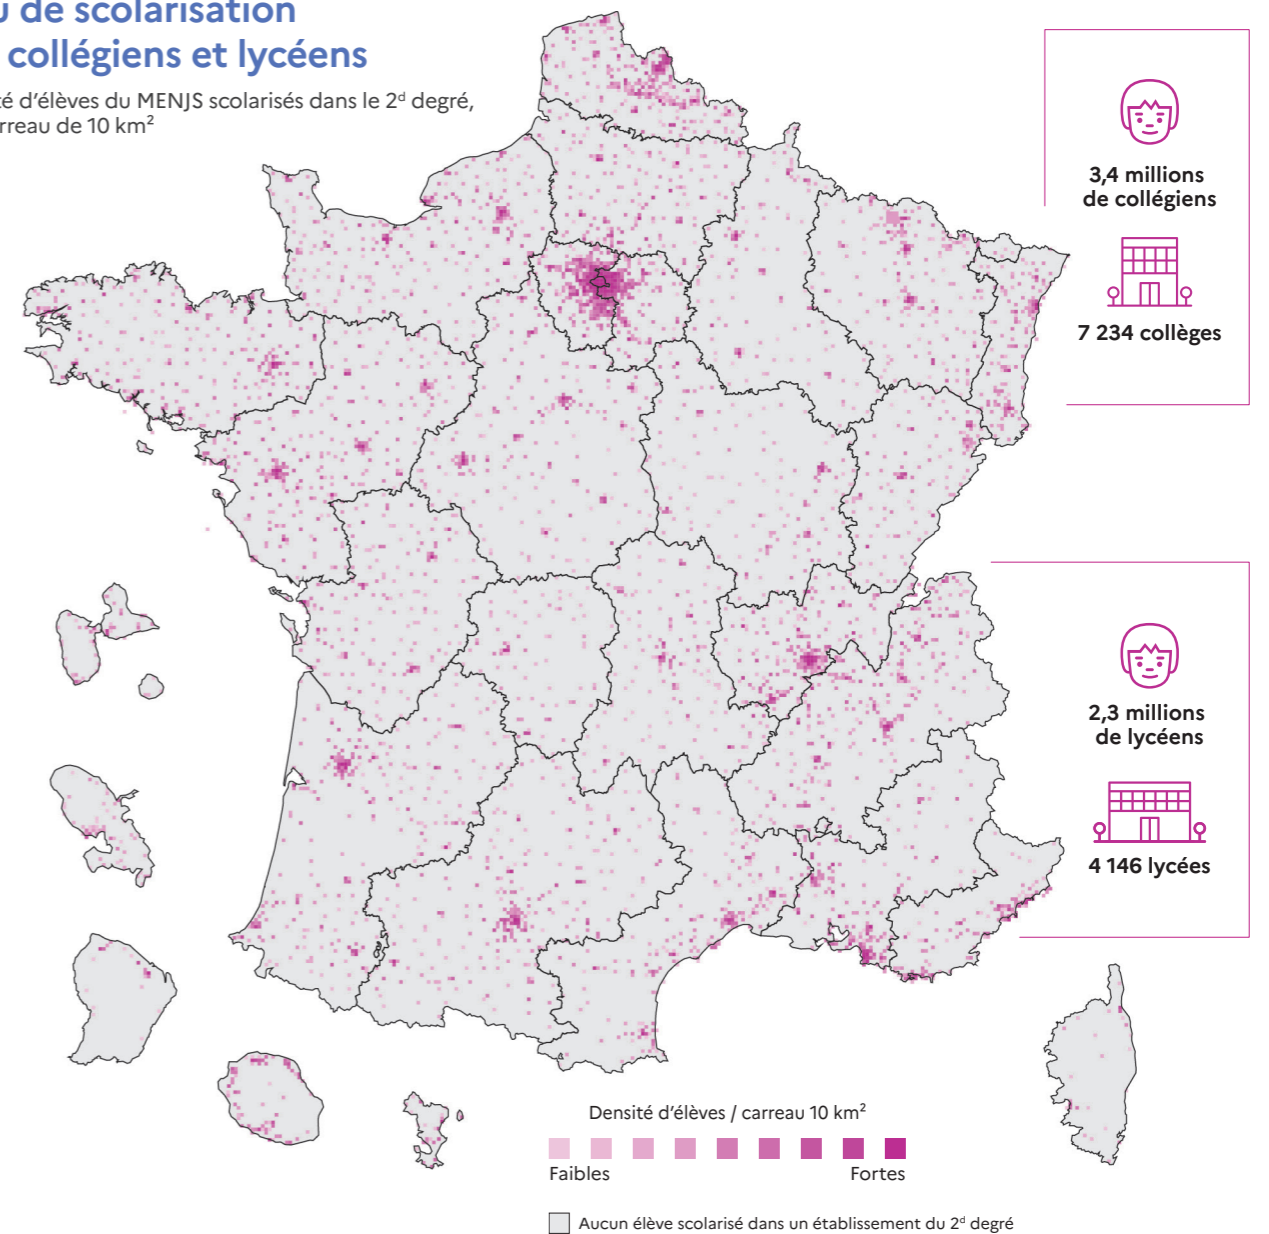 de scolarisation
collégiens et lycéens
d'élèves du MENJS scolarisés dans le 2ᵈ degré,
de 10 km²
3,4 millions
de collégiens
7 234 collèges
2,3 millions
de lycéens
4 146 lycées
Densité d'élèves / carreau 10 km²
Faibles Fortes
Aucun élève scolarisé dans un établissement du 2ᵈ degré